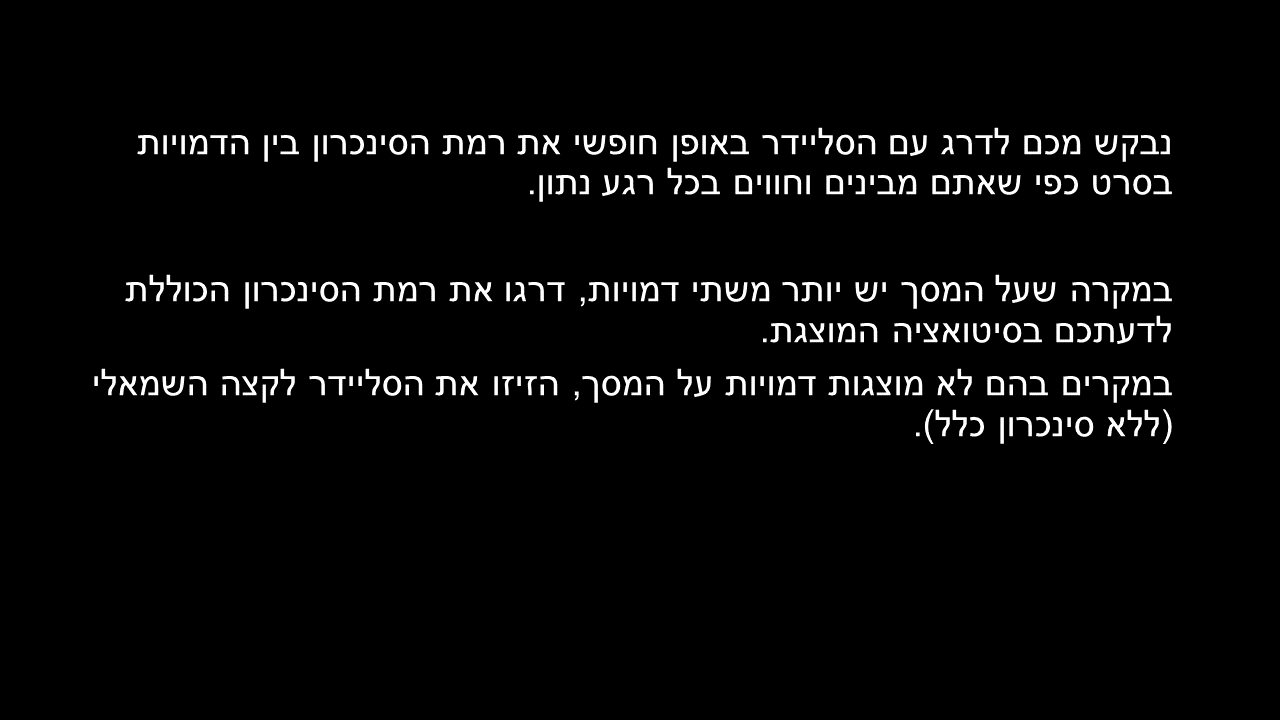 נבקש מכם לדרג עם הסליידר באופן חופשי את רמת הסינכרון בין הדמויות
בסרט כפי שאתם מבינים וחווים בכל רגע נתון.
במקרה שעל המסך יש יותר משתי דמויות, דרגו את רמת הסינכרון הכוללת
לדעתכם בסיטואציה המוצגת.
במקרים בהם לא מוצגות דמויות על המסך, הזיזו את הסליידר לקצה השמאלי
(ללא סינכרון כלל).